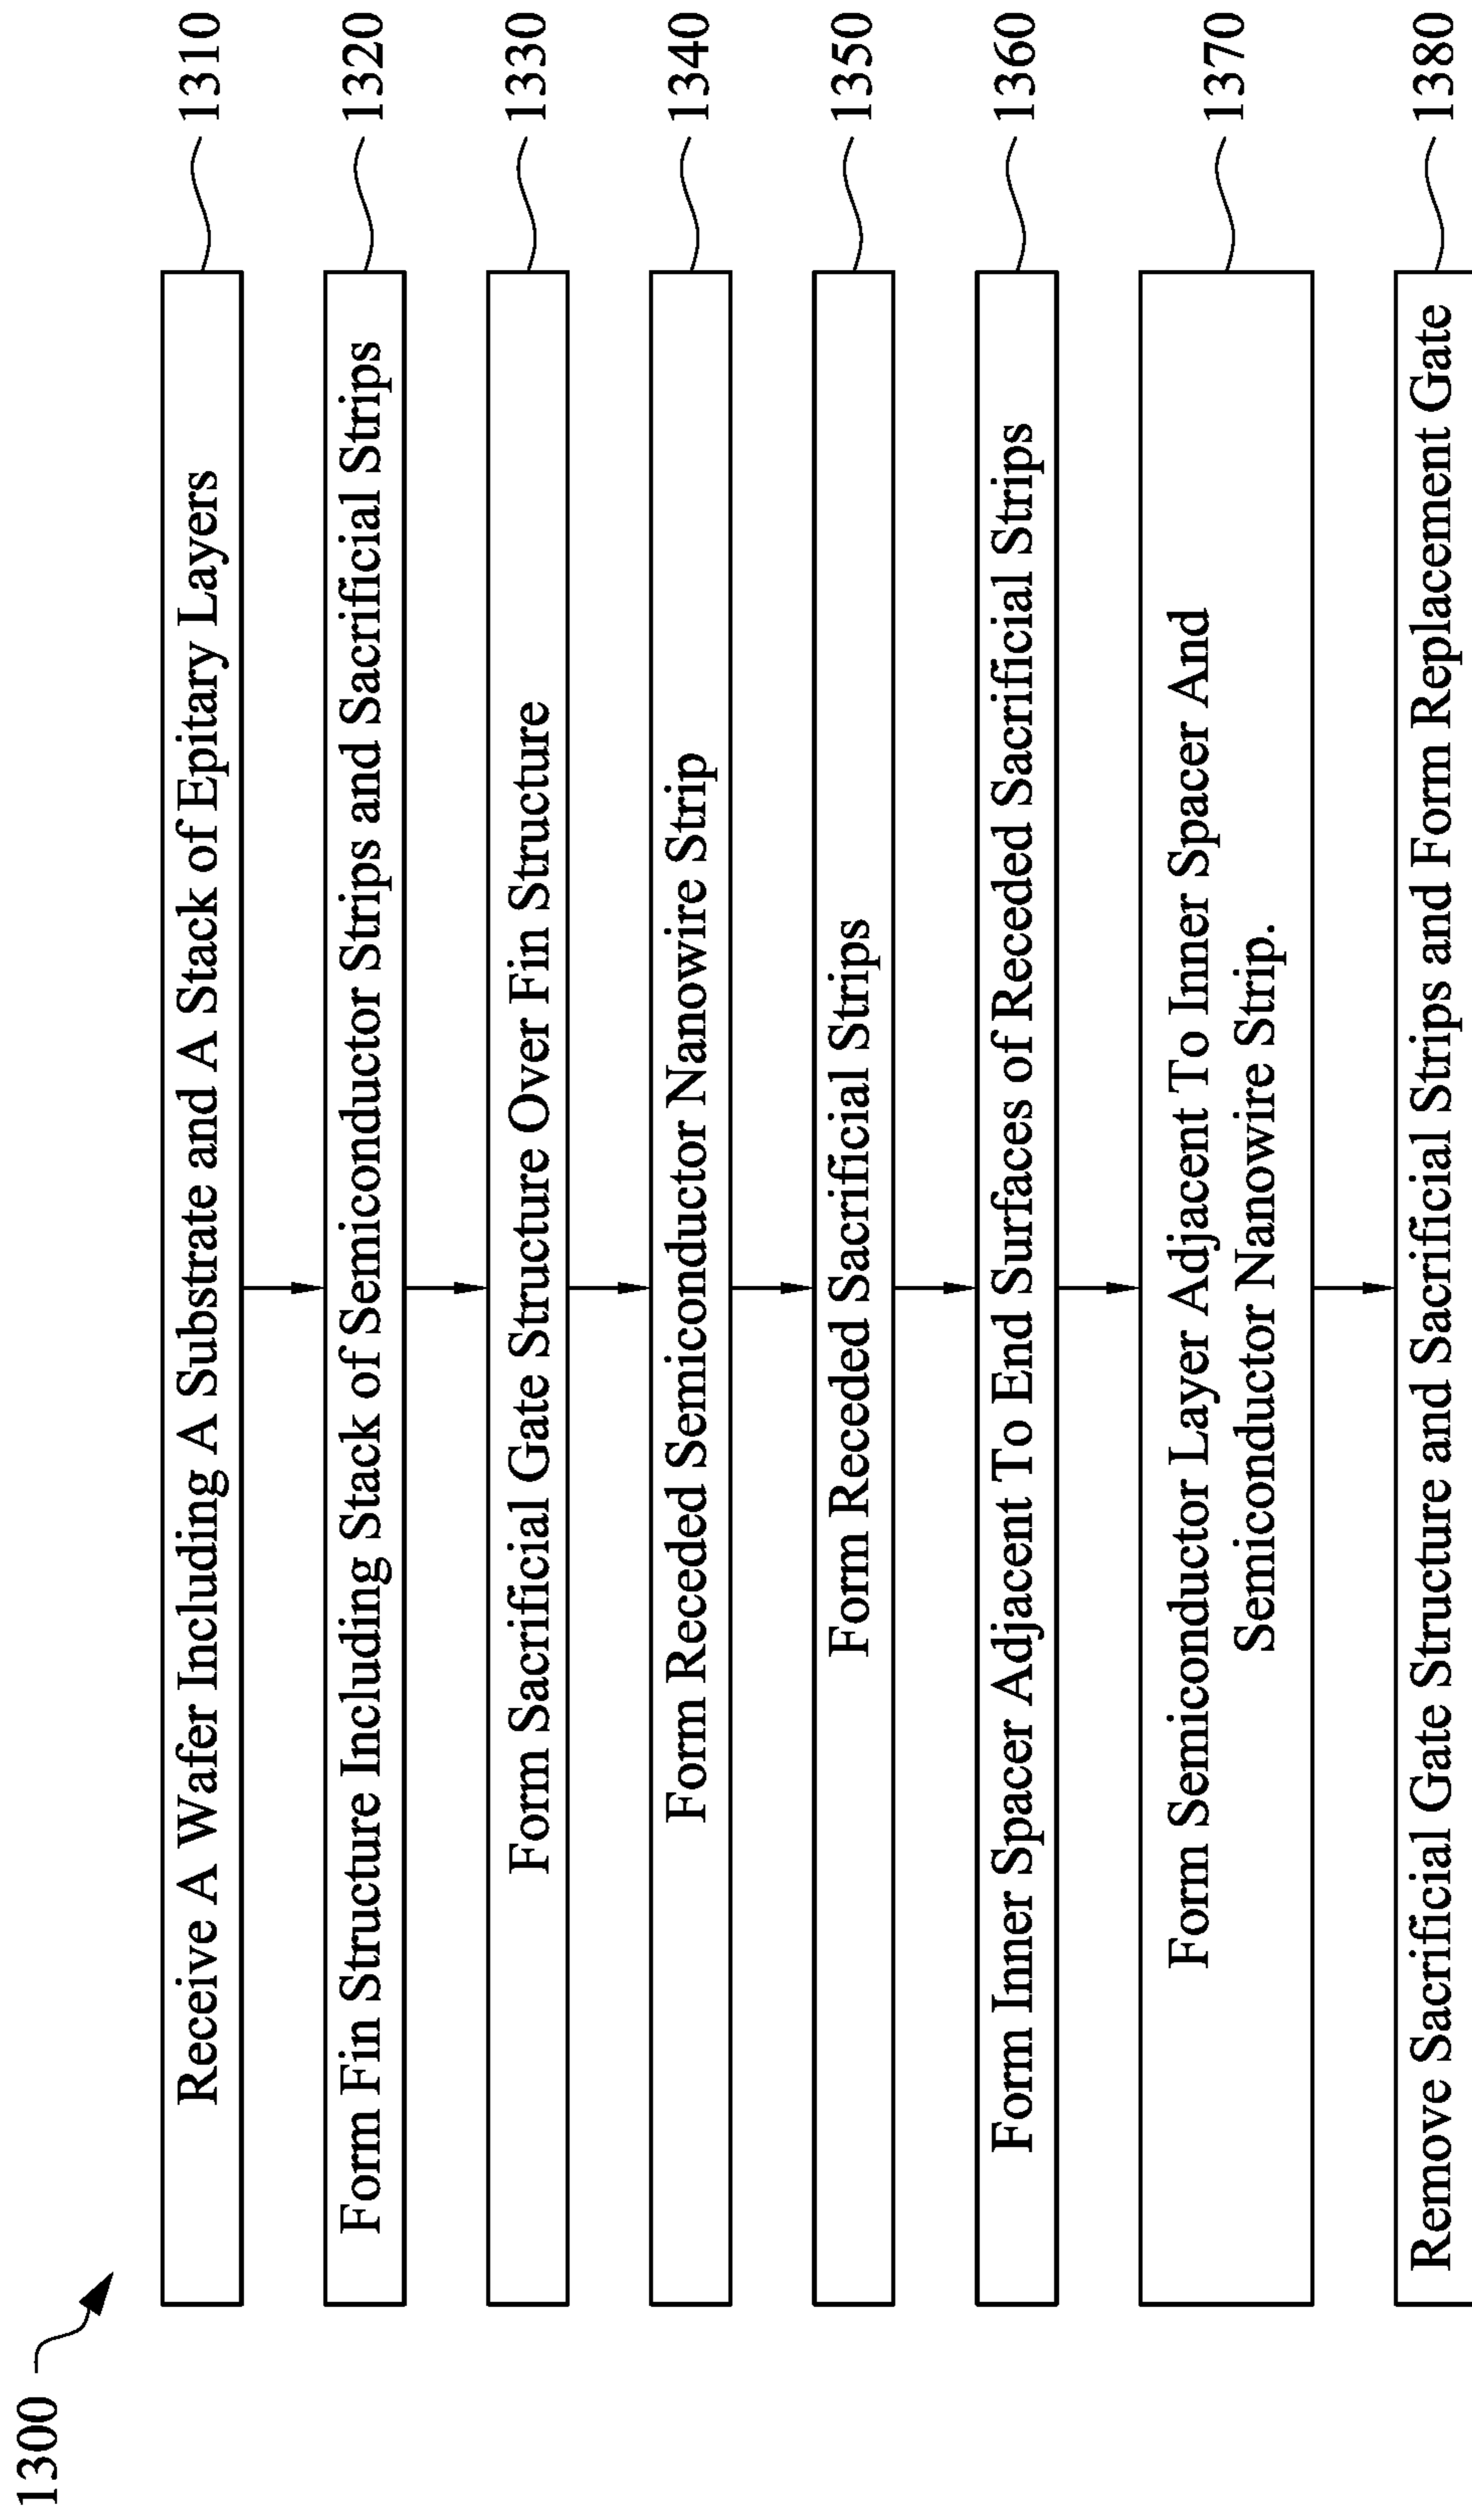 1300
Receive A Wafer Including A Substrate and A Stack of Epitary Layers
1310
Form Fin Structure Including Stack of Semiconductor Strips and Sacrificial Strips
1320
Form Sacrificial Gate Structure Over Fin Structure
1330
Form Receded Semiconductor Nanowire Strip
1340
Form Receded Sacrificial Strips
1350
Form Inner Spacer Adjacent To End Surfaces of Receded Sacrificial Strips
1360
Form Semiconductor Layer Adjacent To Inner Spacer And
Semiconductor Nanowire Strip.
1370
Remove Sacrificial Gate Structure and Sacrificial Strips and Form Replacement Gate
1380